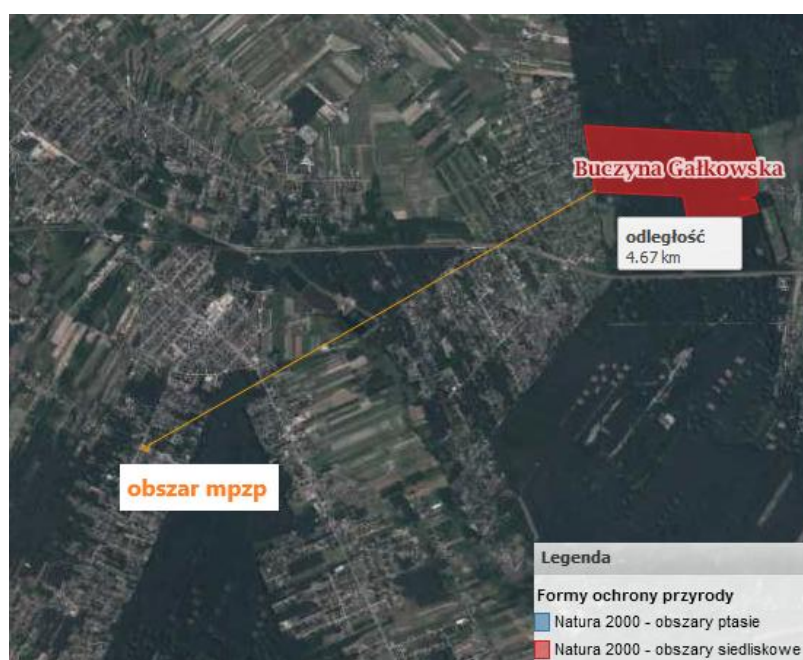 Buczyna Gałkowska
odległość
4.67 km
obszar mpzp
Legenda
Formy ochrony przyrody
Natura 2000 - obszary ptasie
Natura 2000 - obszary siedliskowe